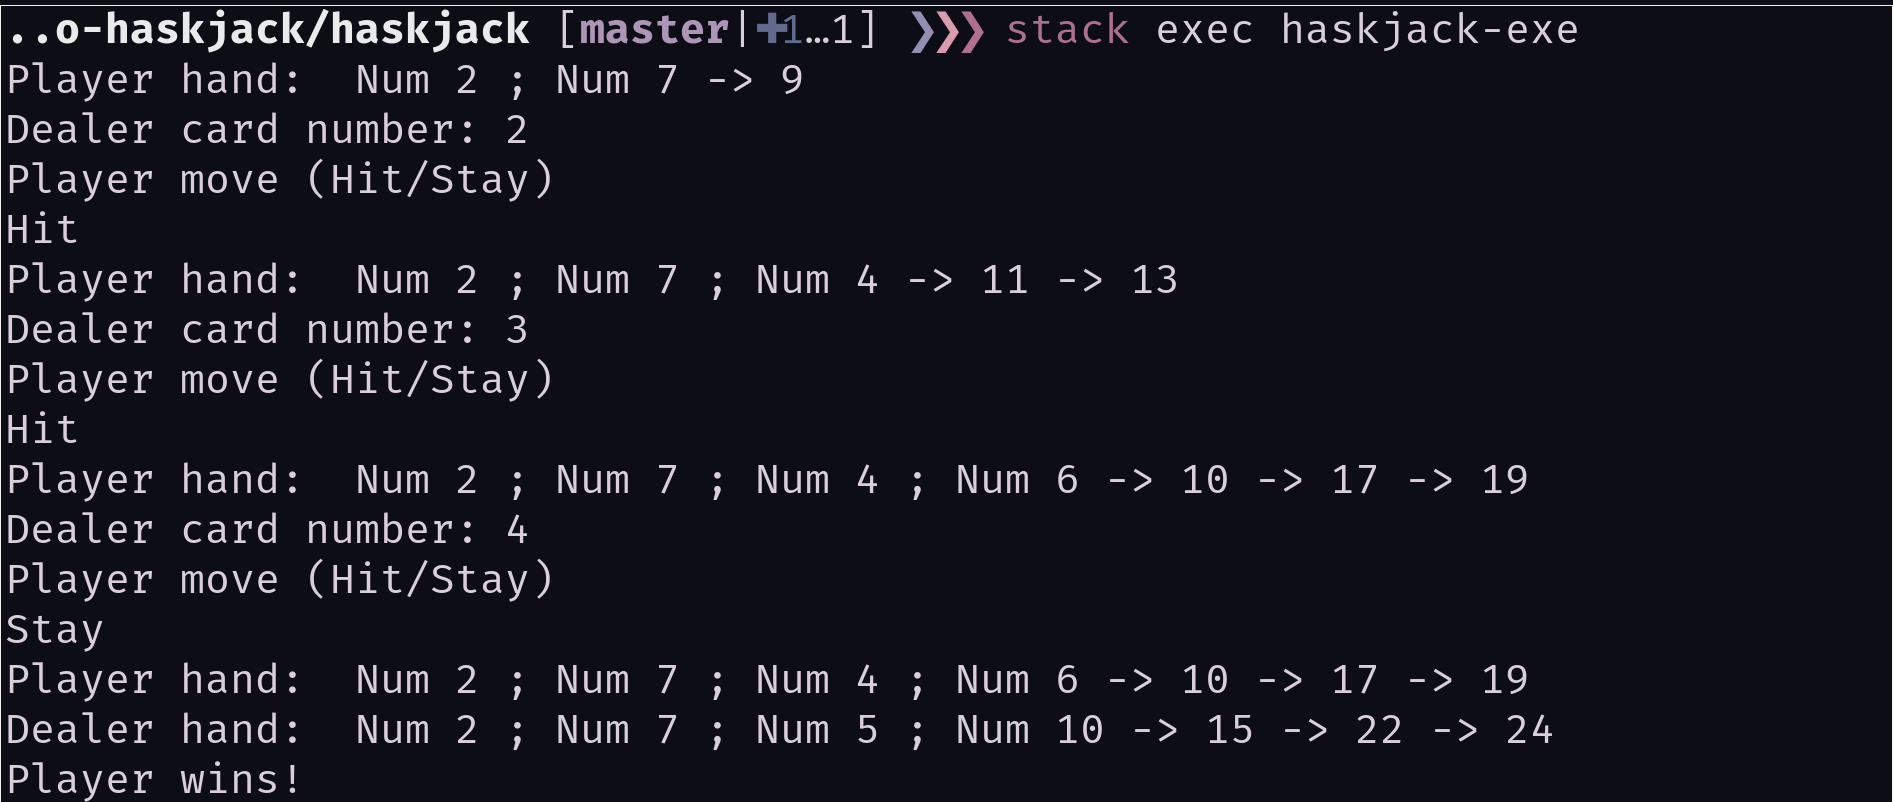 ..o-haskjack/haskjack [master|✚1…1] ❯❯❯ stack exec haskjack-exe
Player hand:  Num 2 ; Num 7 -> 9
Dealer card number: 2
Player move (Hit/Stay)
Hit
Player hand:  Num 2 ; Num 7 ; Num 4 -> 11 -> 13
Dealer card number: 3
Player move (Hit/Stay)
Hit
Player hand:  Num 2 ; Num 7 ; Num 4 ; Num 6 -> 10 -> 17 -> 19
Dealer card number: 4
Player move (Hit/Stay)
Stay
Player hand:  Num 2 ; Num 7 ; Num 4 ; Num 6 -> 10 -> 17 -> 19
Dealer hand:  Num 2 ; Num 7 ; Num 5 ; Num 10 -> 15 -> 22 -> 24
Player wins!